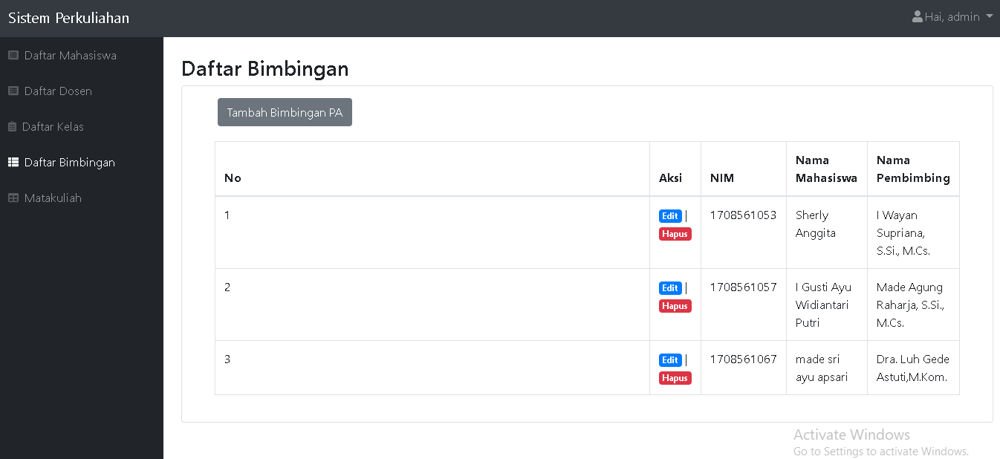 Sistem Perkuliahan
Hai, admin
Daftar Mahasiswa
Daftar Dosen
Daftar Kelas
Daftar Bimbingan
Matakuliah
Daftar Bimbingan
Tambah Bimbingan PA
No
Aksi
NIM
Nama
Mahasiswa
Nama
Pembimbing
1
Edit |
Hapus
1708561053
Sherly
Anggita
I Wayan
Supriana,
S.Si., M.Cs.
2
Edit |
Hapus
1708561057
I Gusti Ayu
Widiantari
Putri
Made Agung
Raharja, S.Si.,
M.Cs.
3
Edit |
Hapus
1708561067
made sri
ayu apsari
Dra. Luh Gede
Astuti,M.Kom.
Activate Windows
Go to Settings to activate Windows.